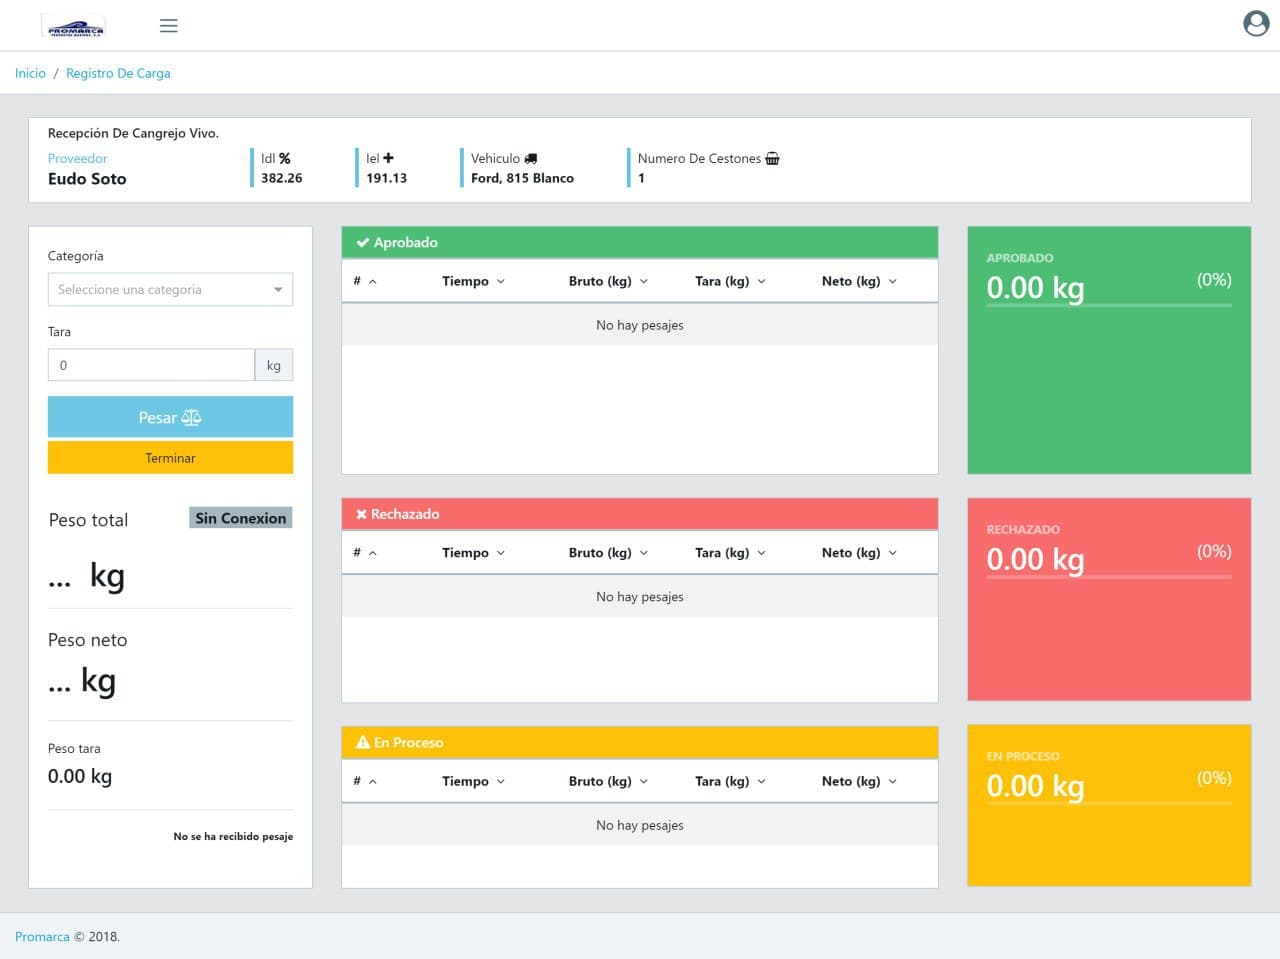 PROMARCA
Inicio / Registro De Carga
Recepción De Cangrejo Vivo.
Proveedor
Eudo Soto
Idl %
382.26
Iel
191.13
Vehiculo
Ford, 815 Blanco
Numero De Cestones
1
Categoría
Seleccione una categoria
Tara
0 kg
Pesar
Terminar
Peso total Sin Conexion
... kg
Peso neto
... kg
Peso tara
0.00 kg
No se ha recibido pesaje
Aprobado
# Tiempo Bruto (kg) Tara (kg) Neto (kg)
No hay pesajes
Rechazado
# Tiempo Bruto (kg) Tara (kg) Neto (kg)
No hay pesajes
En Proceso
# Tiempo Bruto (kg) Tara (kg) Neto (kg)
No hay pesajes
APROBADO
0.00 kg (0%)
RECHAZADO
0.00 kg (0%)
EN PROCESO
0.00 kg (0%)
Promarca © 2018.